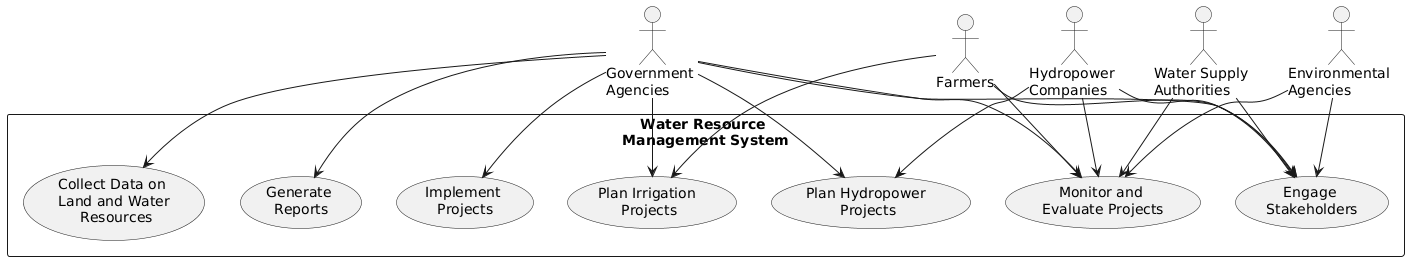 Government
Agencies
Farmers
Hydropower
Companies
Water Supply
Authorities
Environmental
Agencies
Water Resource
Management System
Collect Data on
Land and Water
Resources
Generate
Reports
Implement
Projects
Plan Irrigation
Projects
Plan Hydropower
Projects
Monitor and
Evaluate Projects
Engage
Stakeholders